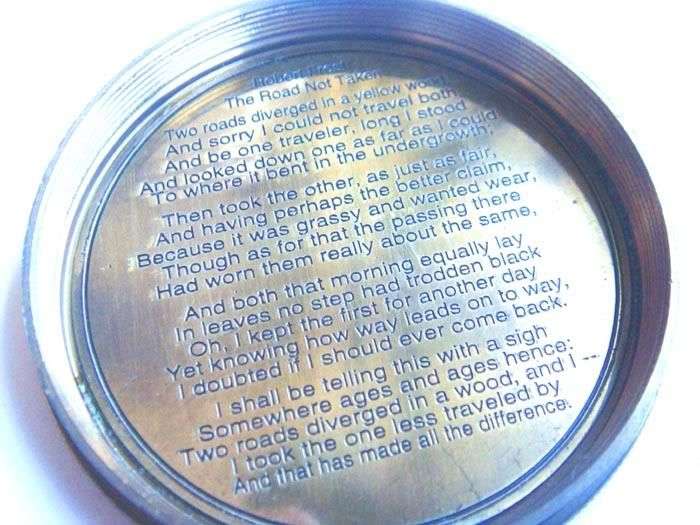 Robert Frost
The Road Not Taken
Two roads diverged in a yellow wood,
And sorry I could not travel both
And be one traveler, long I stood
And looked down one as far as I could
To where it bent in the undergrowth;
Then took the other, as just as fair,
And having perhaps the better claim,
Because it was grassy and wanted wear,
Though as for that the passing there
Had worn them really about the same,
And both that morning equally lay
In leaves no step had trodden black
Oh, I kept the first for another day
Yet knowing how way leads on to way,
I doubted if I should ever come back.
I shall be telling this with a sigh
Somewhere ages and ages hence:
Two roads diverged in a wood, and I --
I took the one less traveled by
And that has made all the difference.